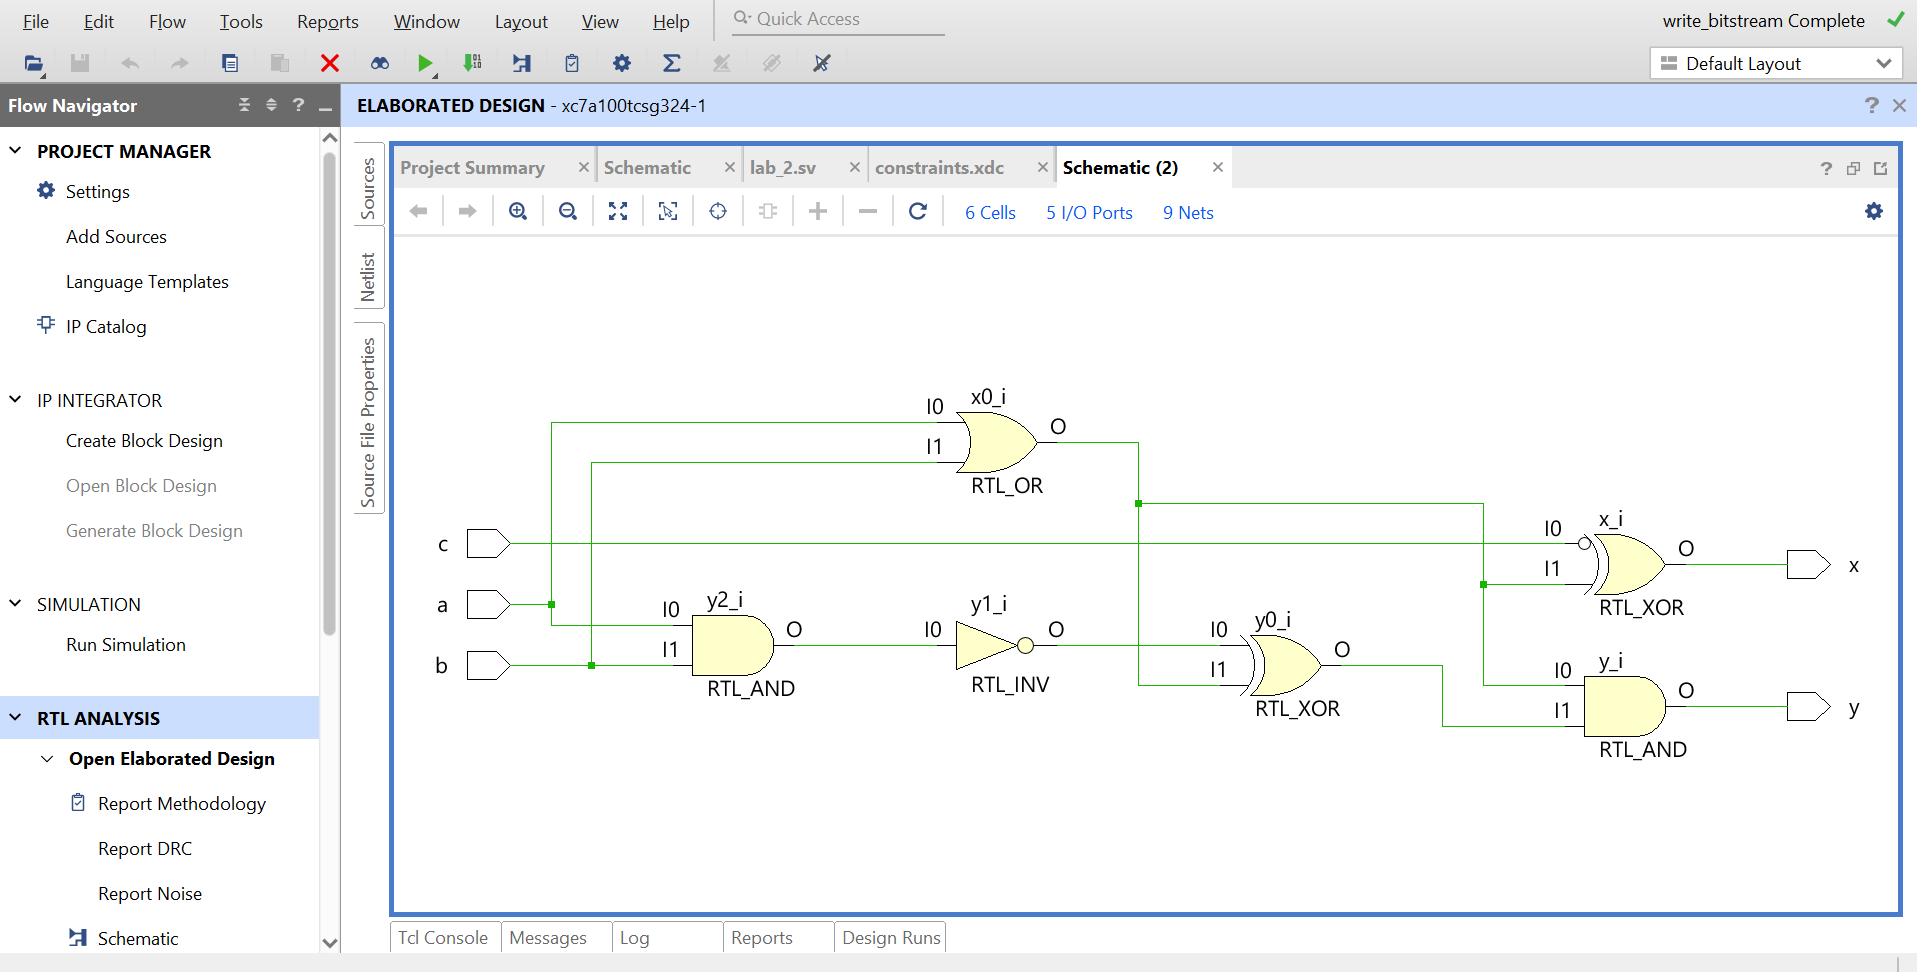 File Edit Flow Tools Reports Window Layout View Help Quick Access write_bitstream Complete
Default Layout
Flow Navigator ?
ELABORATED DESIGN - xc7a100tcsg324-1 ?
PROJECT MANAGER
Settings
Add Sources
Language Templates
IP Catalog
IP INTEGRATOR
Create Block Design
Open Block Design
Generate Block Design
SIMULATION
Run Simulation
RTL ANALYSIS
Open Elaborated Design
Report Methodology
Report DRC
Report Noise
Schematic
Sources
Netlist
Source File Properties
Project Summary Schematic lab_2.sv constraints.xdc Schematic (2) ?
6 Cells 5 I/O Ports 9 Nets
x0_i
I0
I1
O
RTL_OR
c
a
b
y2_i
I0
I1
O
RTL_AND
y1_i
I0
O
RTL_INV
y0_i
I0
I1
O
RTL_XOR
x_i
I0
I1
O
RTL_XOR
x
y_i
I0
I1
O
RTL_AND
y
Tcl Console Messages Log Reports Design Runs